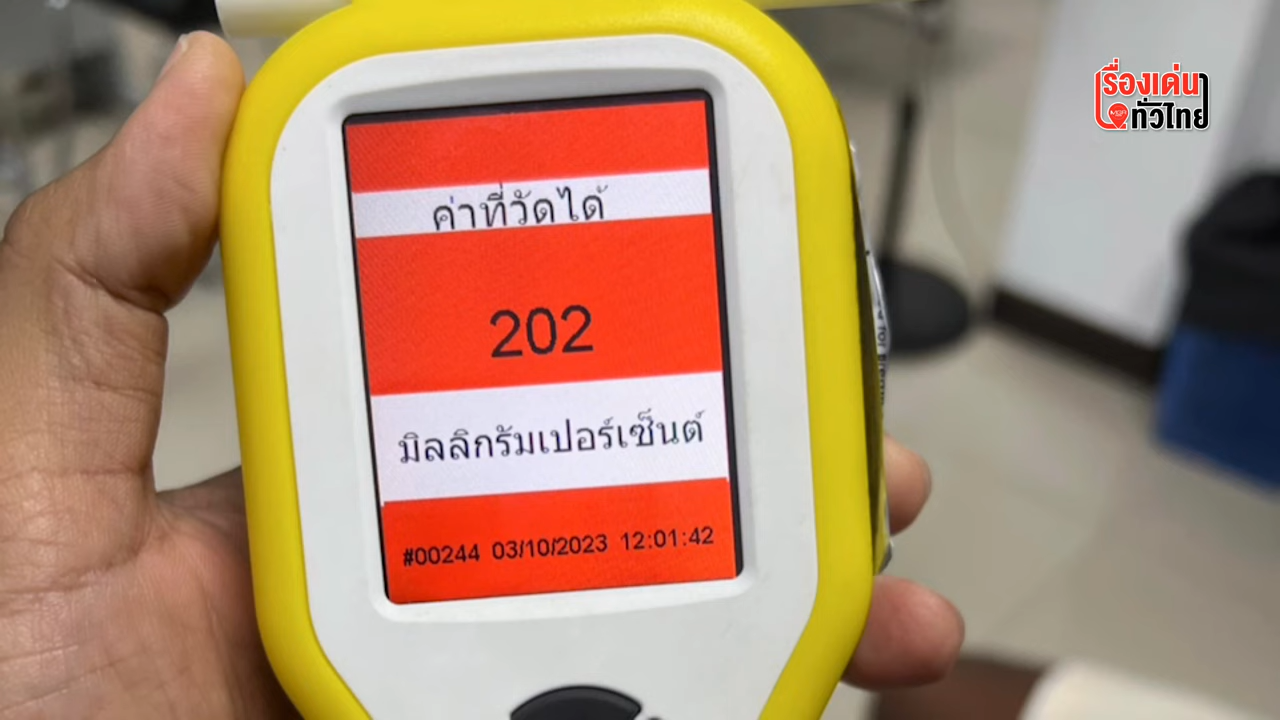 เรื่องเด่น
ทั่วไทย
ค่าที่วัดได้
202
มิลลิกรัมเปอร์เซ็นต์
#00244 03/10/2023 12:01:42